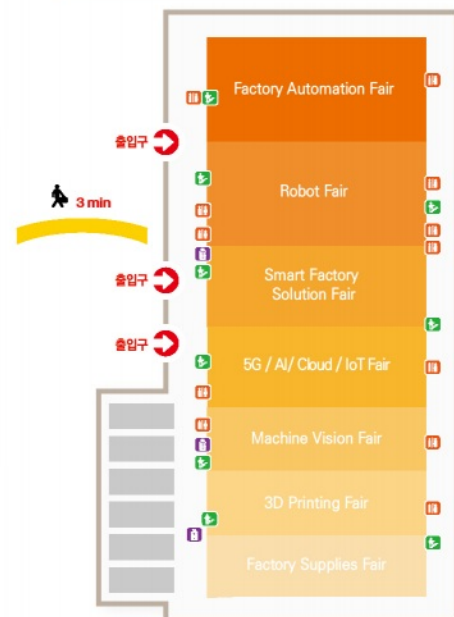 Factory Automation Fair
출입구
3 min
Robot Fair
출입구
Smart Factory
Solution Fair
출입구
5G / AI/ Cloud / IoT Fair
Machine Vision Fair
3D Printing Fair
Factory Supplies Fair